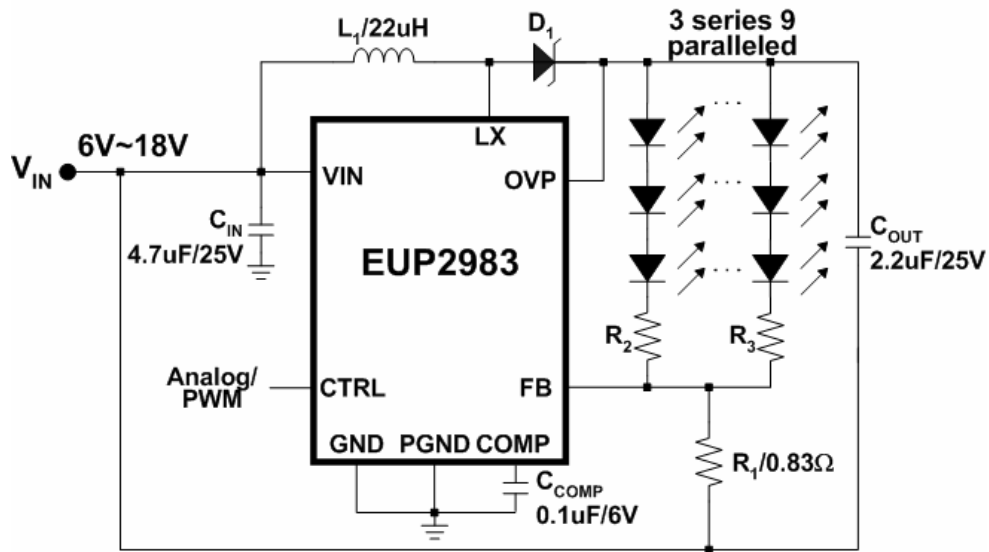 L1/22uH
D1
3 series 9
paralleled
6V~18V
VIN
LX
VIN
OVP
CIN
4.7uF/25V
EUP2983
COUT
2.2uF/25V
R2
R3
Analog/
PWM
CTRL
FB
GND
PGND
COMP
R1/0.83Ω
CCOMP
0.1uF/6V